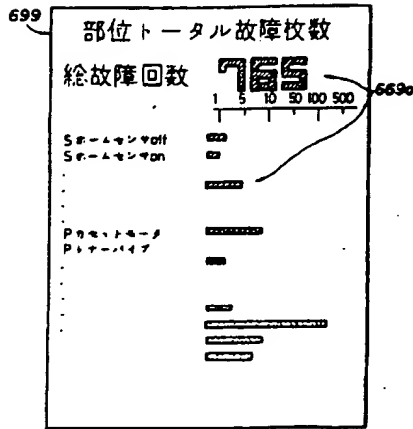 699
部位トータル故障枚数
総故障回数 765
669a
1 5 10 50 100 500
Sホームセンサoff
Sホームセンサon
Pカセットモータ
Pトナーパイプ